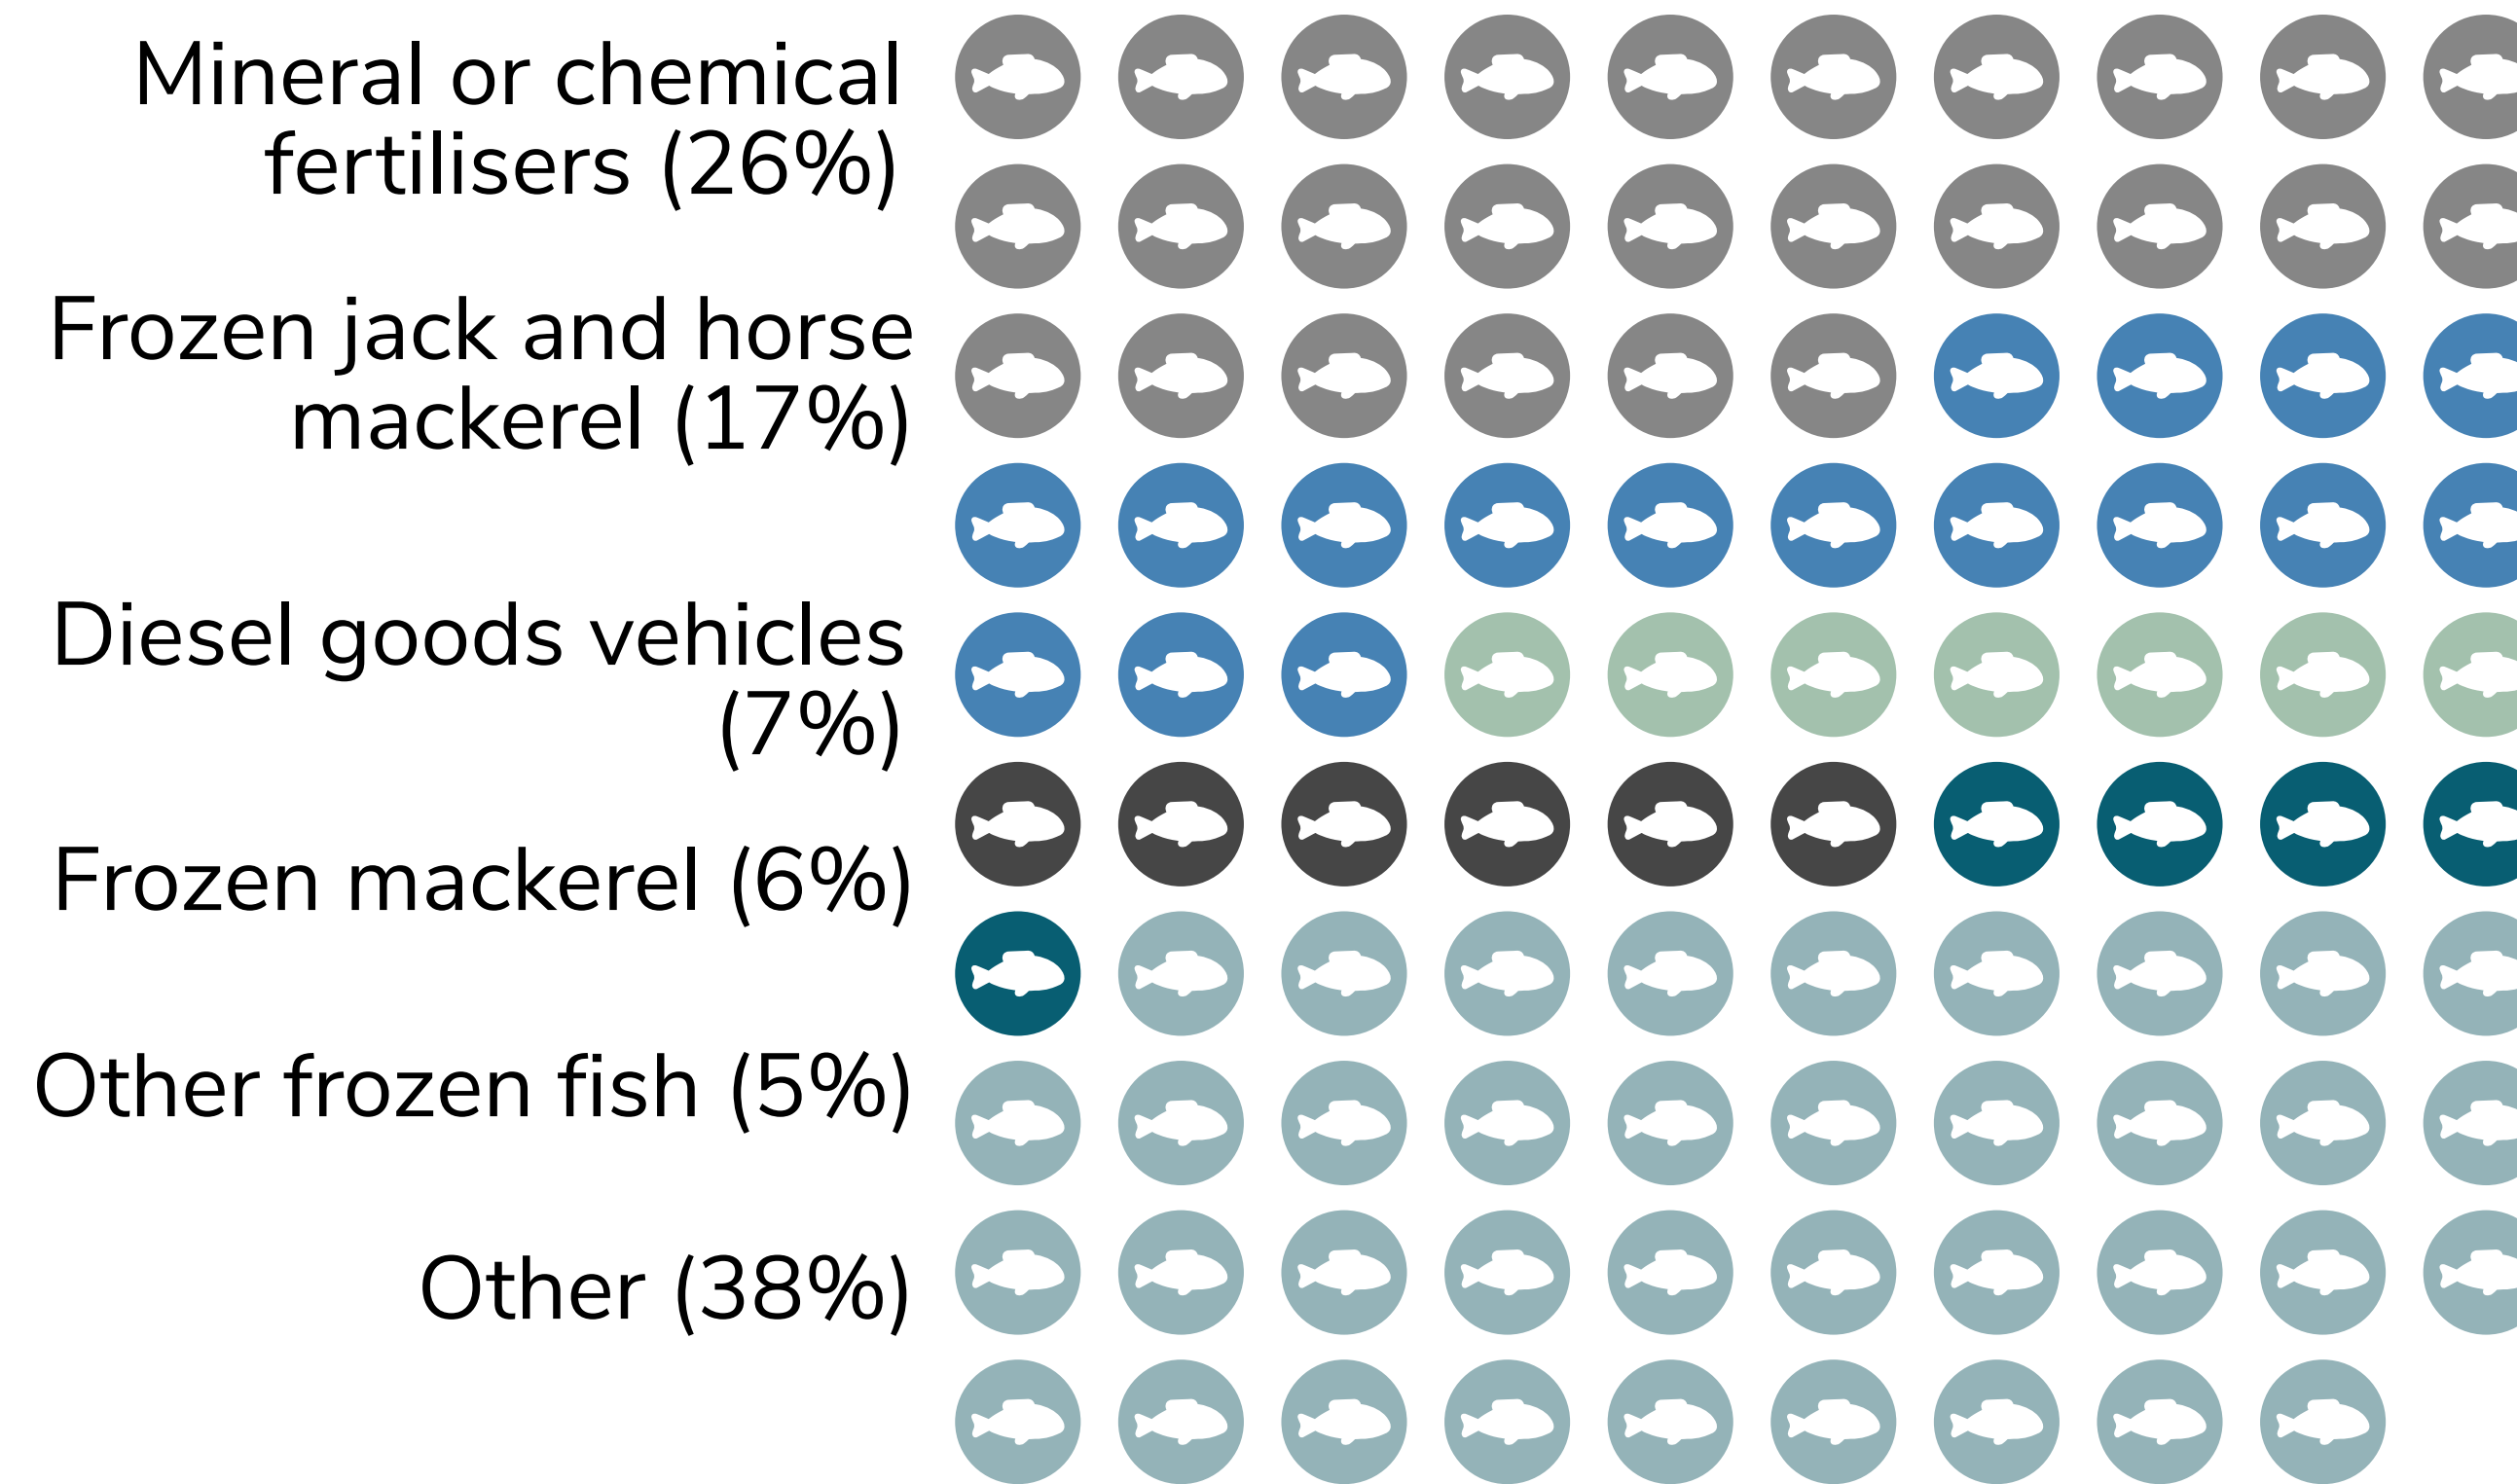 Mineral or chemical
fertilisers (26%)
Frozen jack and horse
mackerel (17%)
Diesel goods vehicles
(7%)
Frozen mackerel (6%)
Other frozen fish (5%)
Other (38%)